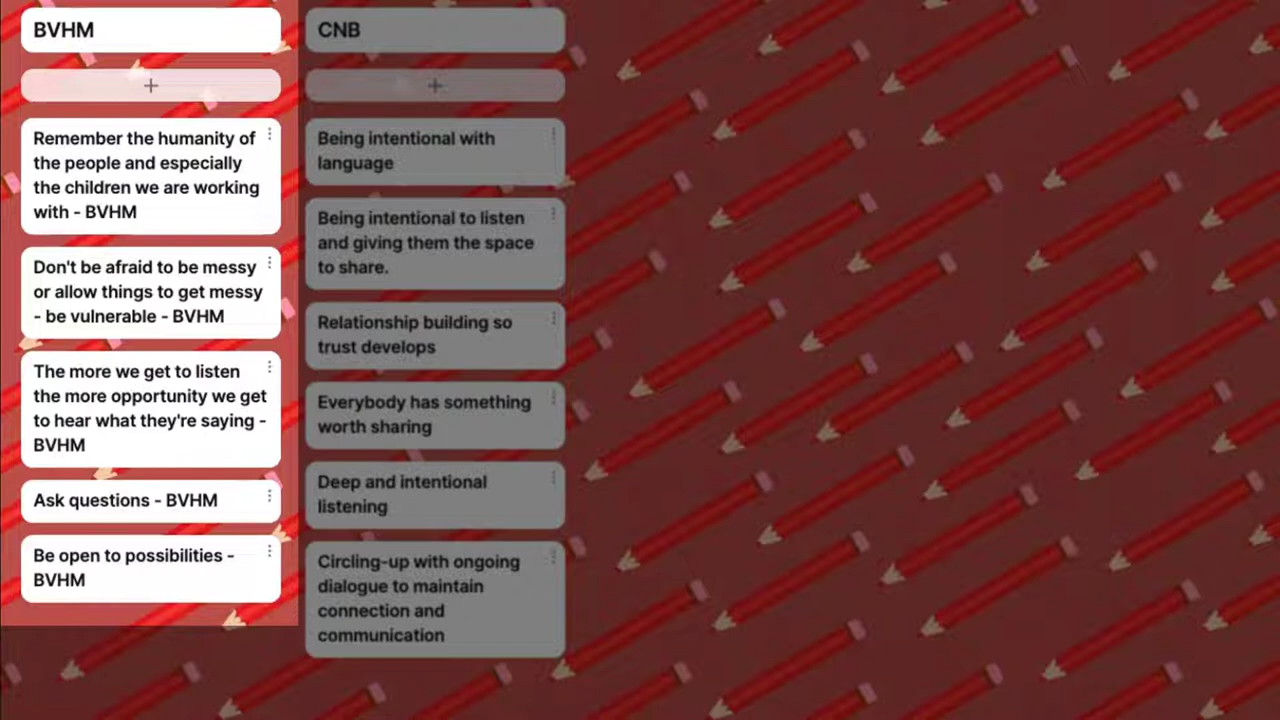 BVHM
+
Remember the humanity of
the people and especially
the children we are working
with - BVHM
Don't be afraid to be messy
or allow things to get messy
- be vulnerable - BVHM
The more we get to listen
the more opportunity we get
to hear what they're saying -
BVHM
Ask questions - BVHM
Be open to possibilities -
BVHM
CNB
+
Being intentional with
language
Being intentional to listen
and giving them the space
to share.
Relationship building so
trust develops
Everybody has something
worth sharing
Deep and intentional
listening
Circling-up with ongoing
dialogue to maintain
connection and
communication